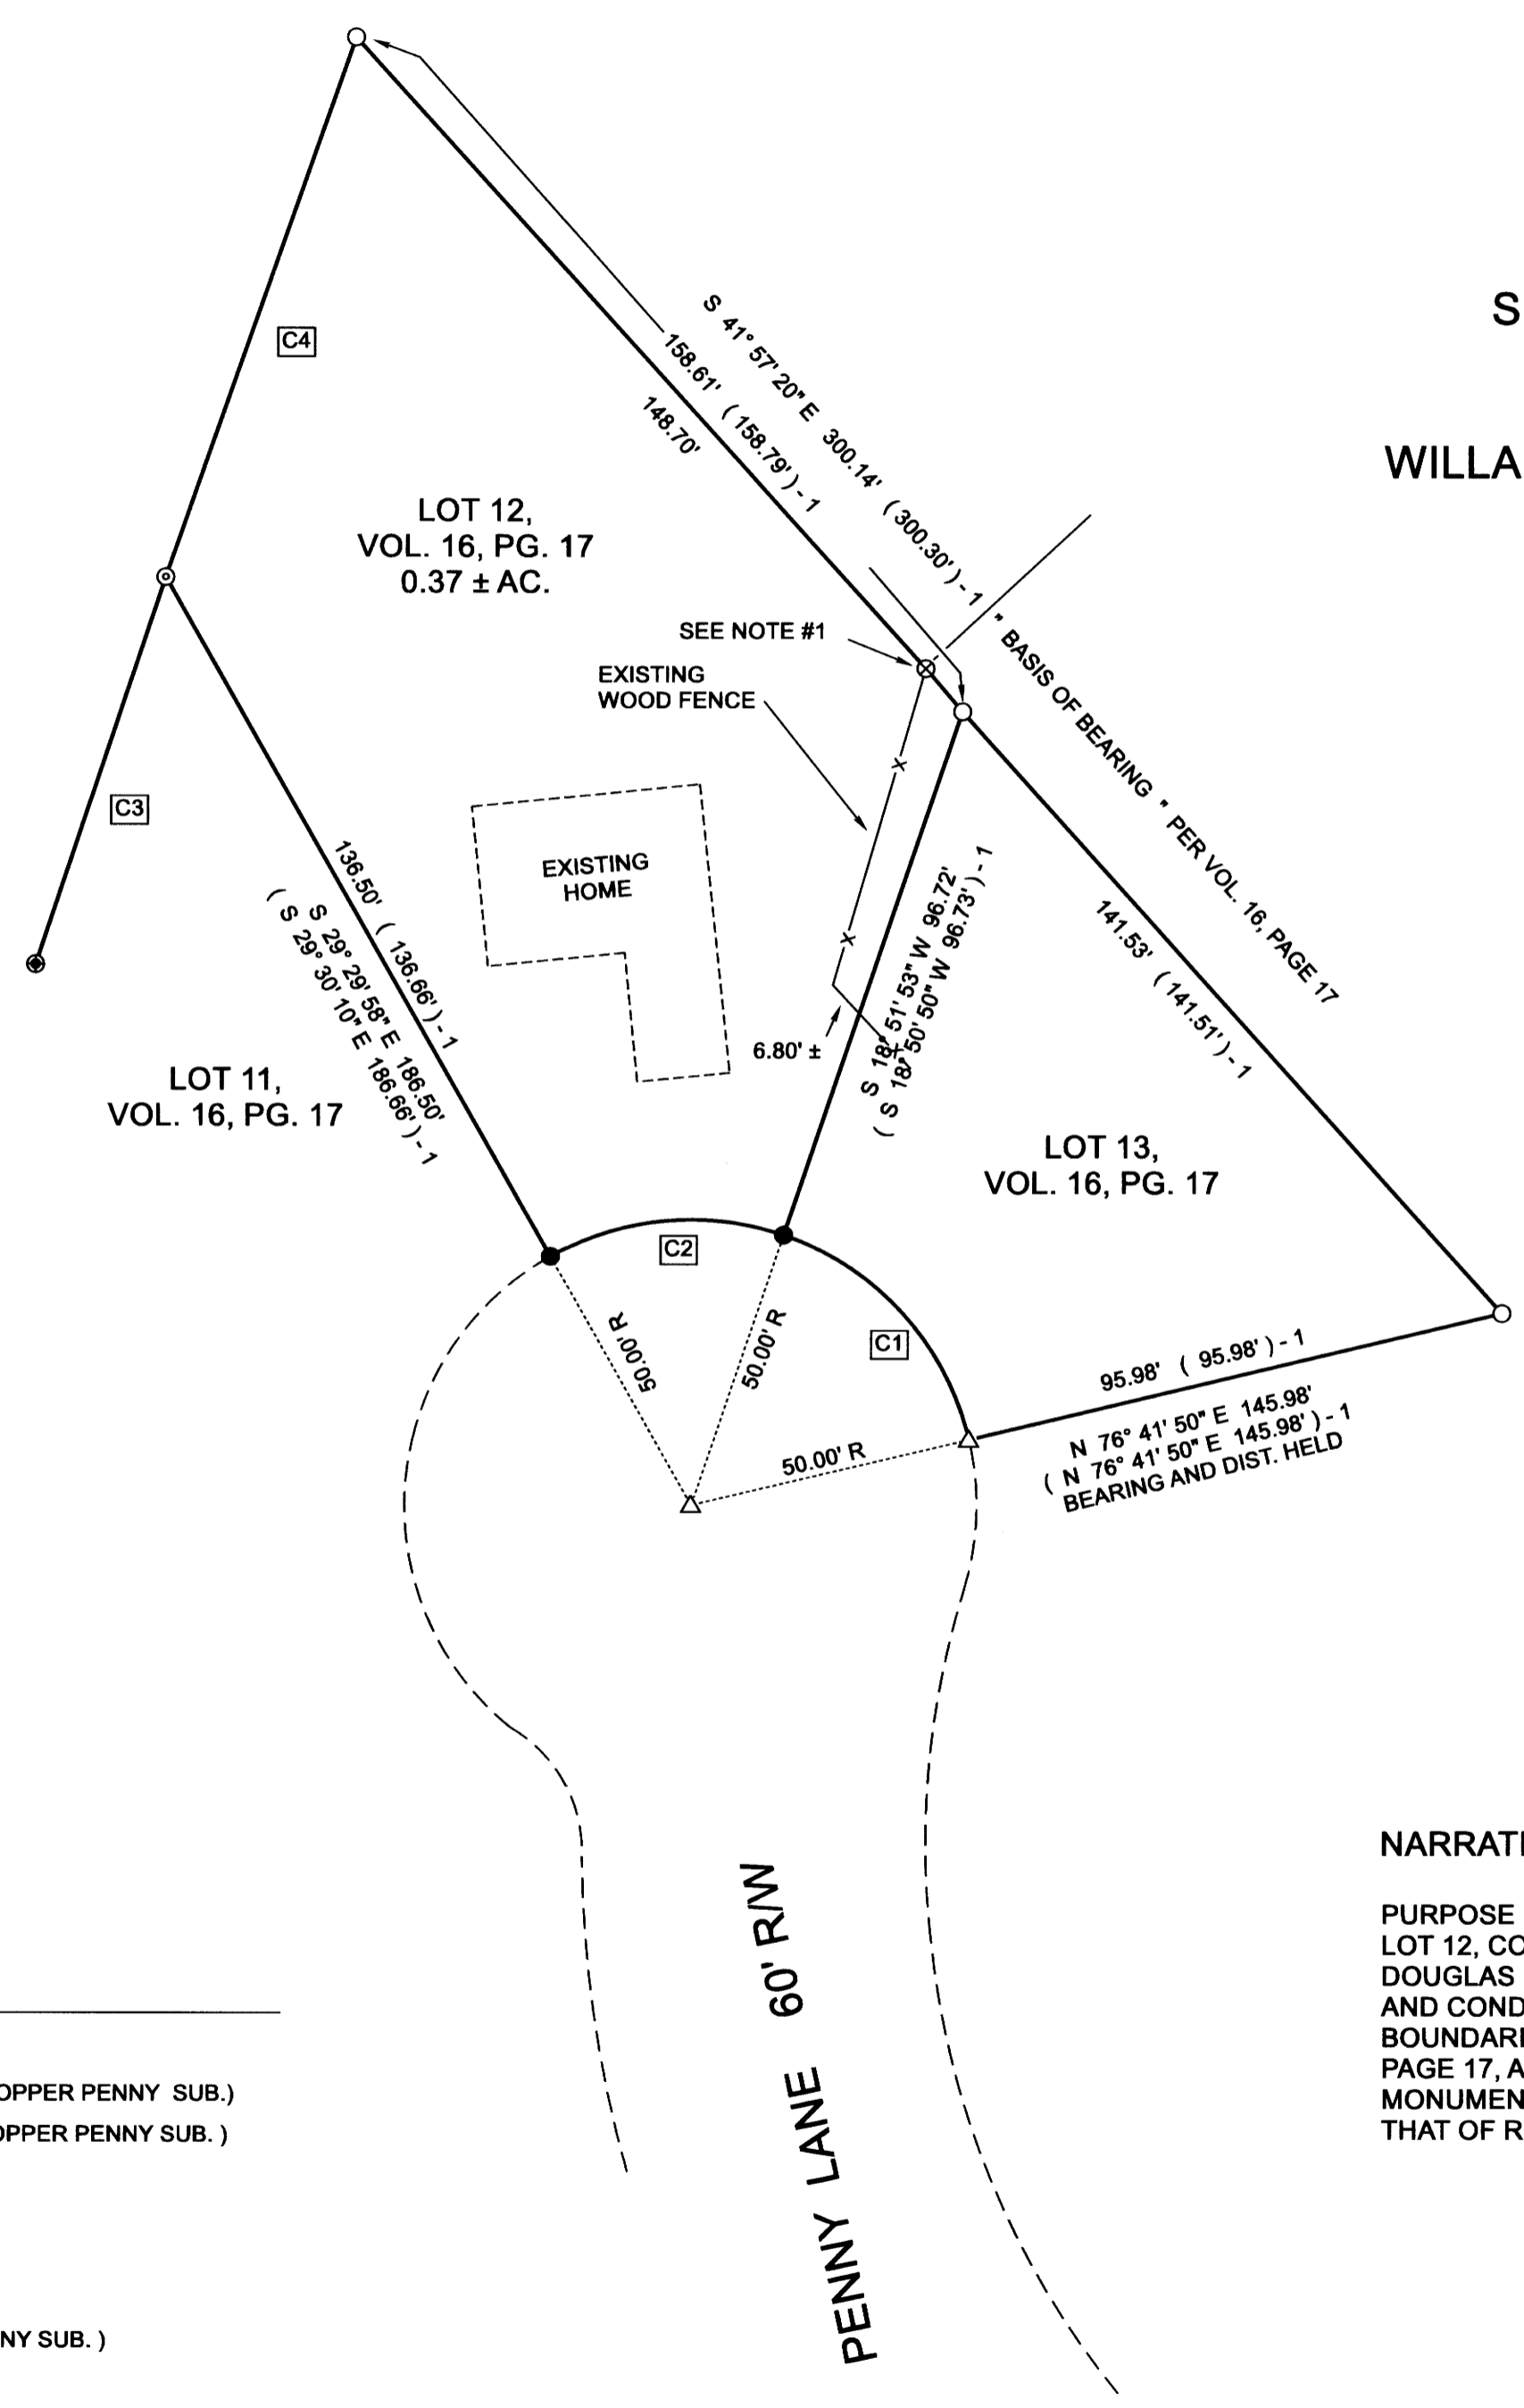 S
WILLA
S 41° 57' 20" E 300.14' ( 300.30' ) - 1 " BASIS OF BEARING " PER VOL. 16, PAGE 17
158.61' ( 158.79' ) - 1
148.70'
C4
LOT 12,
VOL. 16, PG. 17
0.37 ± AC.
SEE NOTE #1
EXISTING
WOOD FENCE
C3
EXISTING
HOME
136.50' ( 136.66' ) - 1
S 29° 29' 58" E 186.50'
( S 29° 30' 10" E 186.66' ) - 1
S 18° 51' 53" W 96.72'
( S 18° 50' 50" W 96.73' ) - 1
6.80' ±
141.53' ( 141.51' ) - 1
LOT 11,
VOL. 16, PG. 17
LOT 13,
VOL. 16, PG. 17
C2
C1
50.00' R
50.00' R
50.00' R
95.98' ( 95.98' ) - 1
N 76° 41' 50" E 145.98'
( N 76° 41' 50" E 145.98' ) - 1
BEARING AND DIST. HELD
PENNY LANE 60' R/W
OPPER PENNY SUB.)
OPPER PENNY SUB. )
NY SUB. )
NARRATI
PURPOSE
LOT 12, CO
DOUGLAS
AND COND
BOUNDARI
PAGE 17, A
MONUMEN
THAT OF R